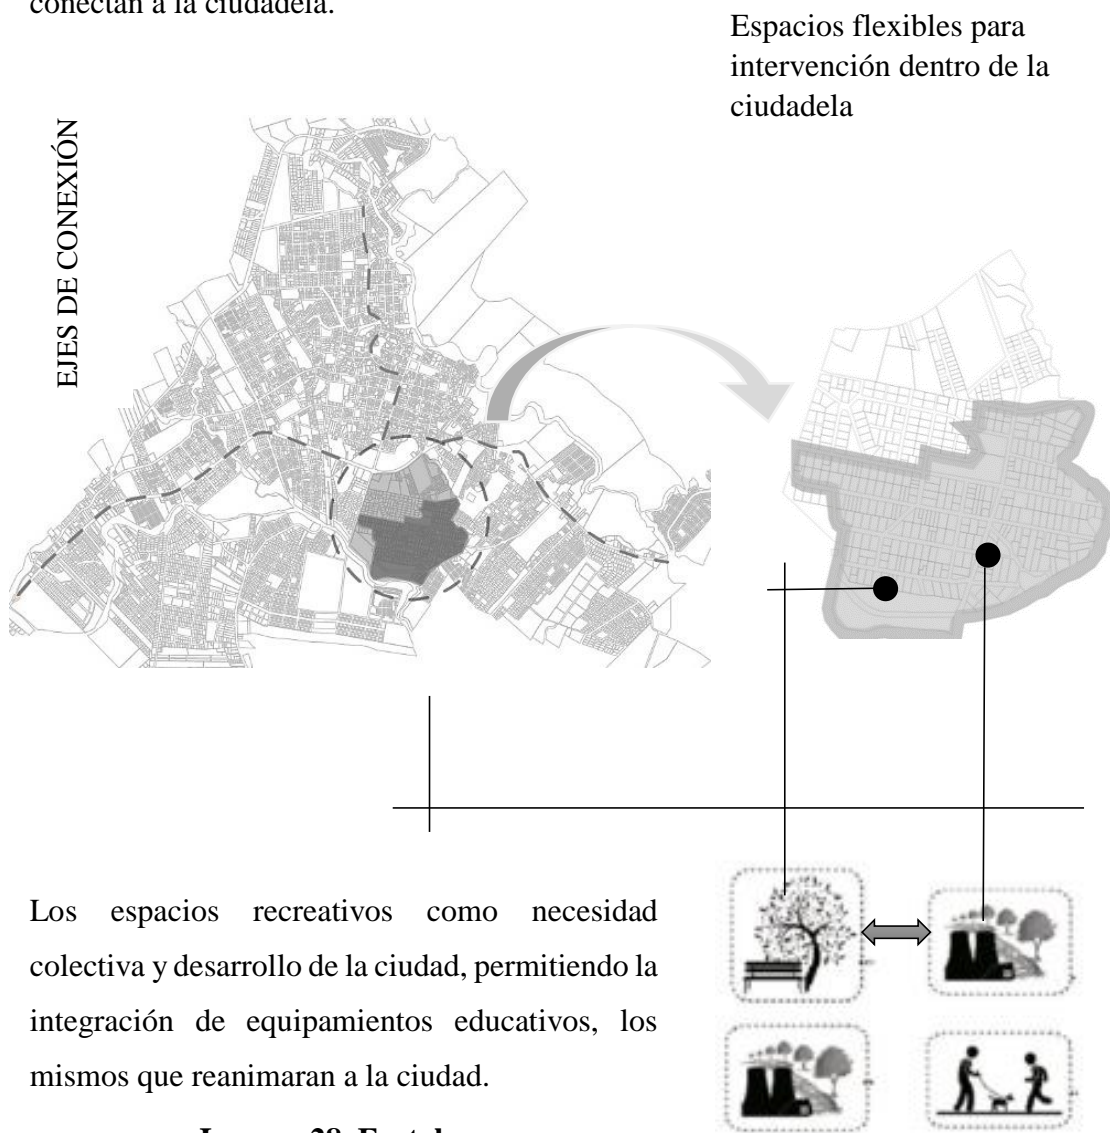 conectan a la ciudadela.
Espacios flexibles para
intervención dentro de la
ciudadela
EJES DE CONEXIÓN
Los espacios recreativos como necesidad
colectiva y desarrollo de la ciudad, permitiendo la
integración de equipamientos educativos, los
mismos que reanimaran a la ciudad.